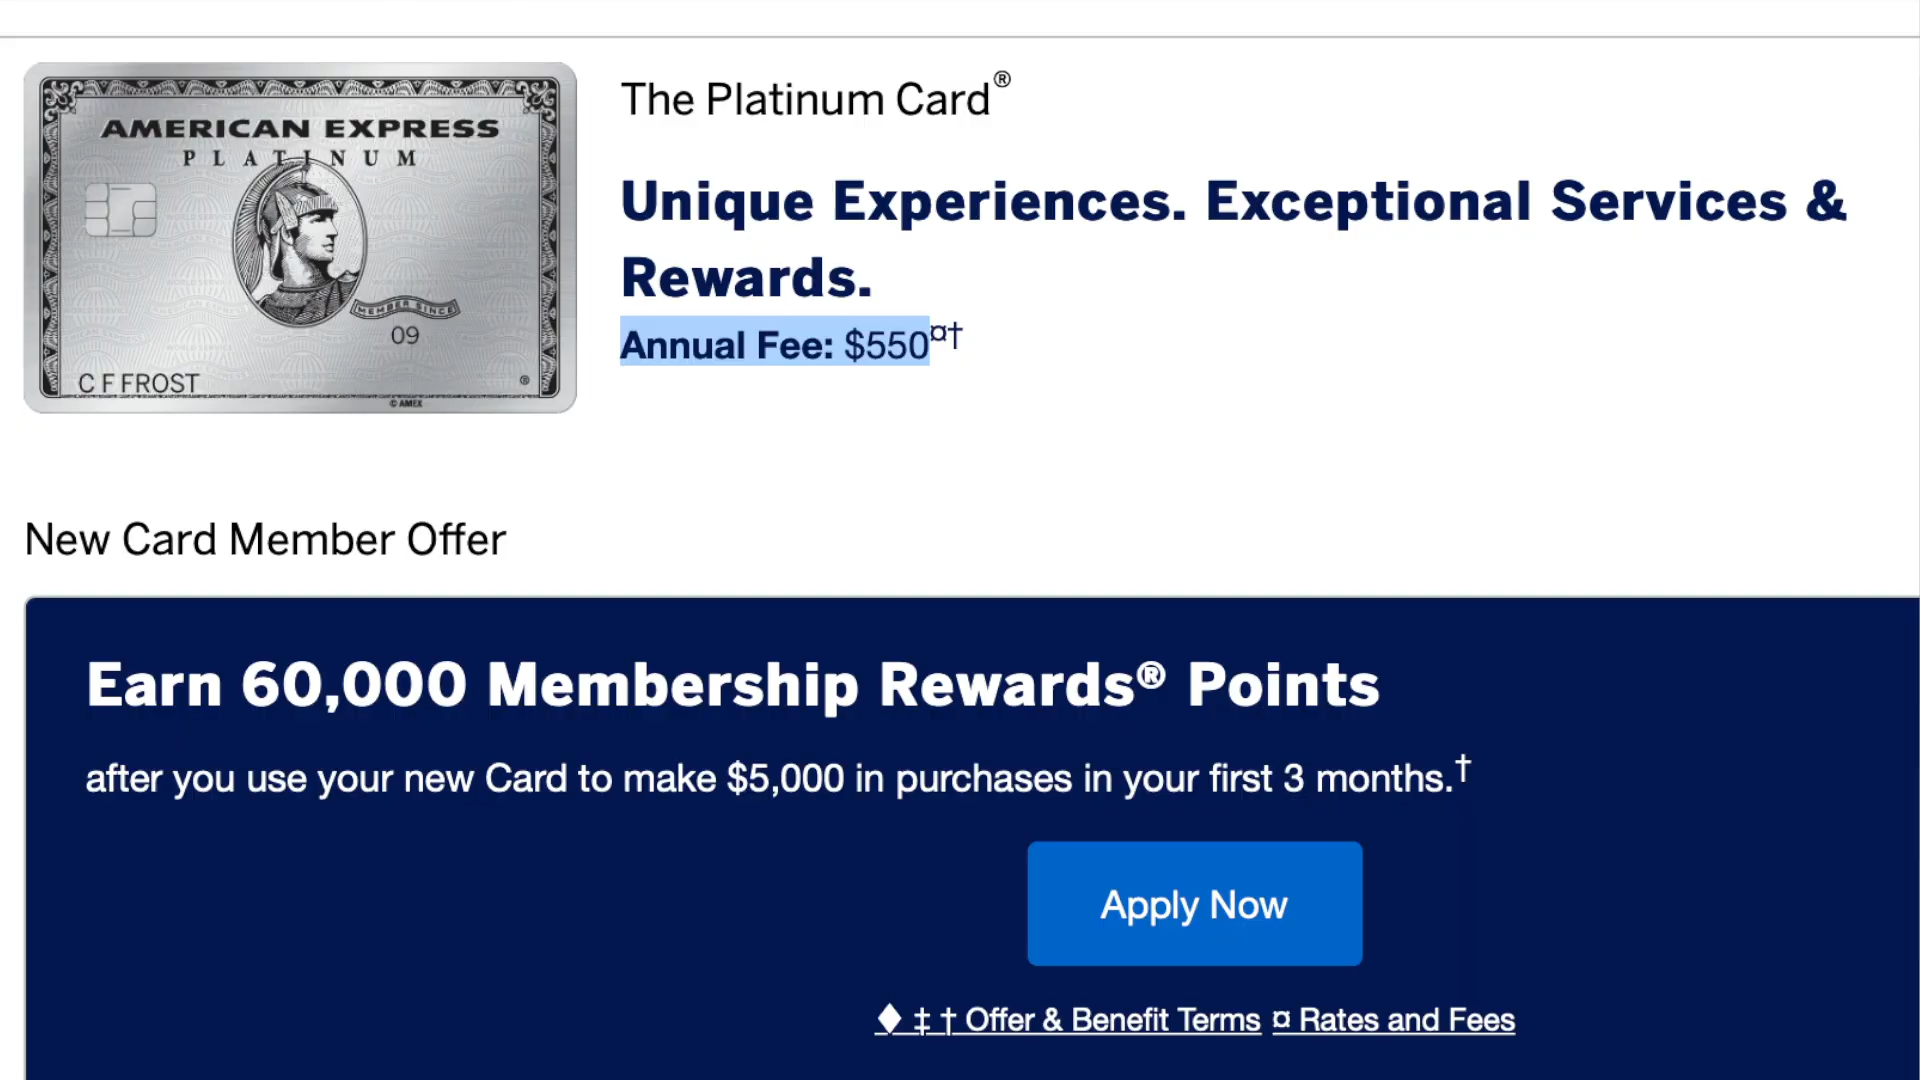 AMERICAN EXPRESS
PLATINUM
MEMBER SINCE
09
C F FROST
®
© AMEX
The Platinum Card®
Unique Experiences. Exceptional Services &
Rewards.
Annual Fee: $550¤†
New Card Member Offer
Earn 60,000 Membership Rewards® Points
after you use your new Card to make $5,000 in purchases in your first 3 months.†
Apply Now
♦ ‡ † Offer & Benefit Terms ¤ Rates and Fees